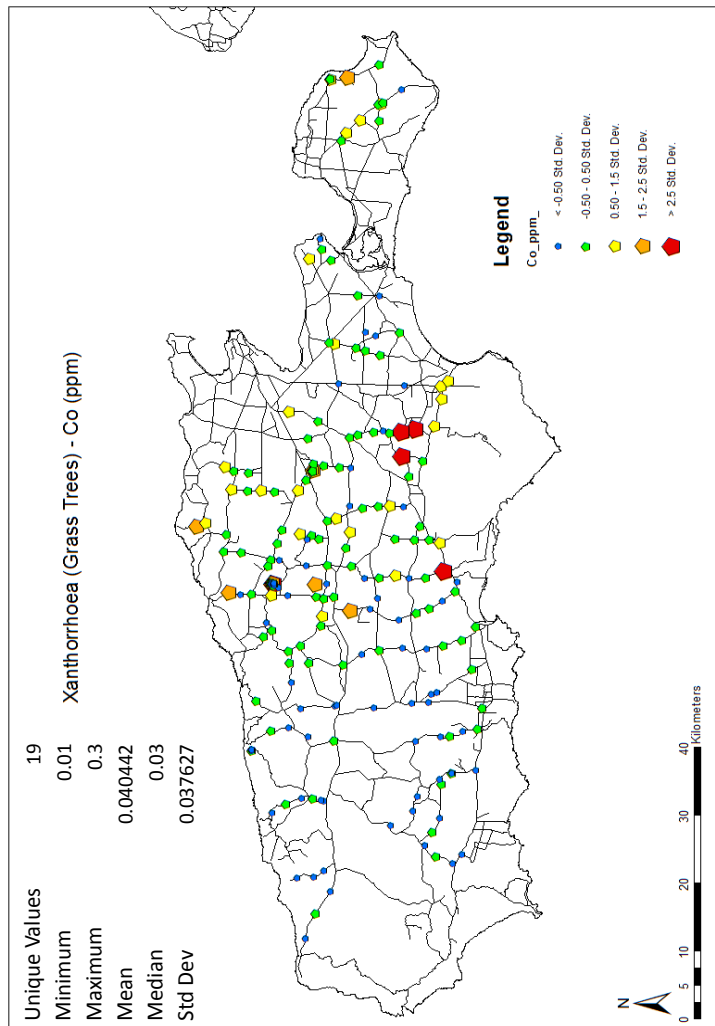 Unique Values 19
Minimum 0.01
Maximum 0.3
Mean 0.040442
Median 0.03
Std Dev 0.037627
Xanthorrhoea (Grass Trees) - Co (ppm)
Legend
Co_ppm_
< -0.50 Std. Dev.
-0.50 - 0.50 Std. Dev.
0.50 - 1.5 Std. Dev.
1.5 - 2.5 Std. Dev.
> 2.5 Std. Dev.
N
0 5 10 20 30 40
Kilometers